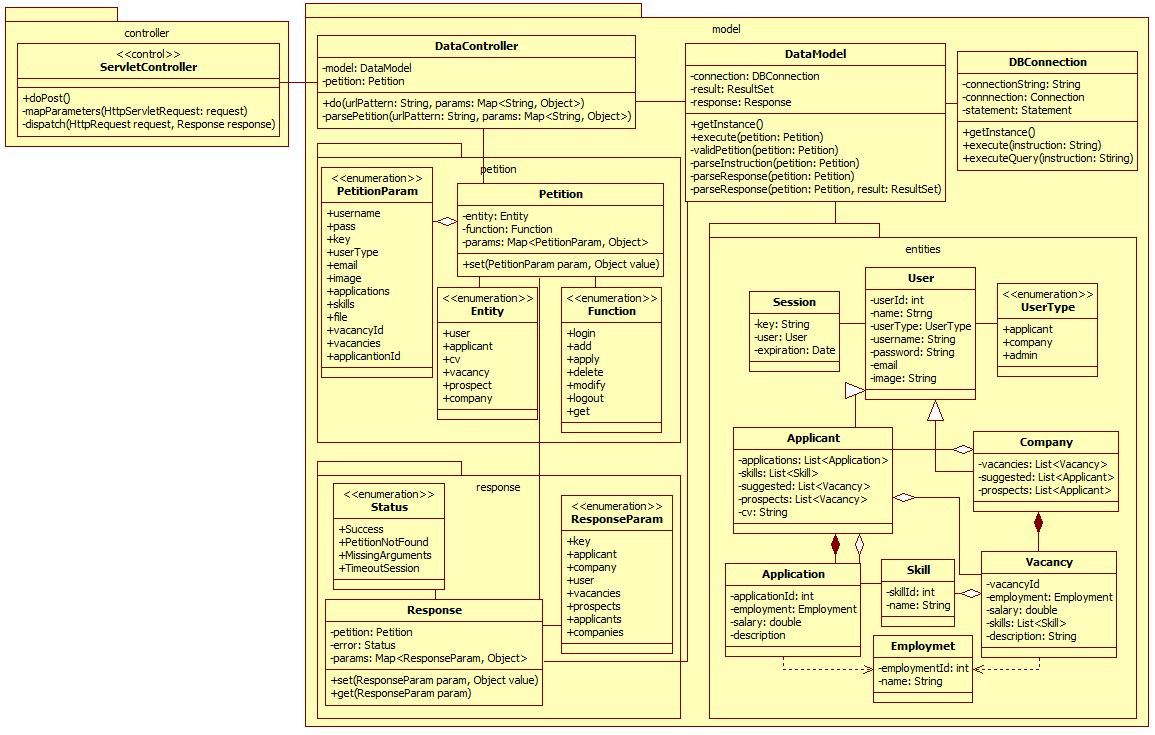 controller
<<control>>
ServletController
+doPost()
-mapParameters(HttpServletRequest: request)
-dispatch(HttpRequest request, Response response)
model
DataController
-model: DataModel
-petition: Petition
+do(urlPattern: String, params: Map<String, Object>)
-parsePetition(urlPattern: String, params: Map<String, Object>)
DataModel
-connection: DBConnection
-result: ResultSet
-response: Response
+getInstance()
+execute(petition: Petition)
-validPetition(petition: Petition)
-parseInstruction(petition: Petition)
-parseResponse(petition: Petition)
-parseResponse(petition: Petition, result: ResultSet)
DBConnection
-connectionString: String
-connnection: Connection
-statement: Statement
+getInstance()
+execute(instruction: String)
+executeQuery(instruction: String)
petition
<<enumeration>>
PetitionParam
+username
+pass
+key
+userType
+email
+image
+applications
+skills
+file
+vacancyId
+vacancies
+applicantionId
Petition
-entity: Entity
-function: Function
-params: Map<PetitionParam, Object>
+set(PetitionParam param, Object value)
<<enumeration>>
Entity
+user
+applicant
+cv
+vacancy
+prospect
+company
<<enumeration>>
Function
+login
+add
+apply
+delete
+modify
+logout
+get
response
<<enumeration>>
Status
+Success
+PetitionNotFound
+MissingArguments
+TimeoutSession
<<enumeration>>
ResponseParam
+key
+applicant
+company
+user
+vacancies
+prospects
+applicants
+companies
Response
-petition: Petition
-error: Status
-params: Map<ResponseParam, Object>
+set(ResponseParam param, Object value)
+get(ResponseParam param)
entities
Session
-key: String
-user: User
-expiration: Date
User
-userId: int
-name: Strng
-userType: UserType
-username: String
-password: String
-email
-image: String
<<enumeration>>
UserType
+applicant
+company
+admin
Applicant
-applications: List<Application>
-skills: List<Skill>
-suggested: List<Vacancy>
-prospects: List<Vacancy>
-cv: String
Company
-vacancies: List<Vacancy>
-suggested: List<Applicant>
-prospects: List<Applicant>
Application
-applicationId: int
-employment: Employment
-salary: double
-description
Skill
-skillId: int
-name: String
Vacancy
-vacancyId
-employment: Employment
-salary: double
-skills: List<Skill>
-description: String
Employmet
-employmentId: int
-name: String